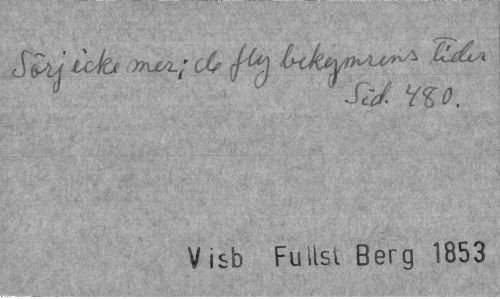 Sörj icke mer; de fly bekymrens tider
Sid. 480.
Visb Fullst Berg 1853